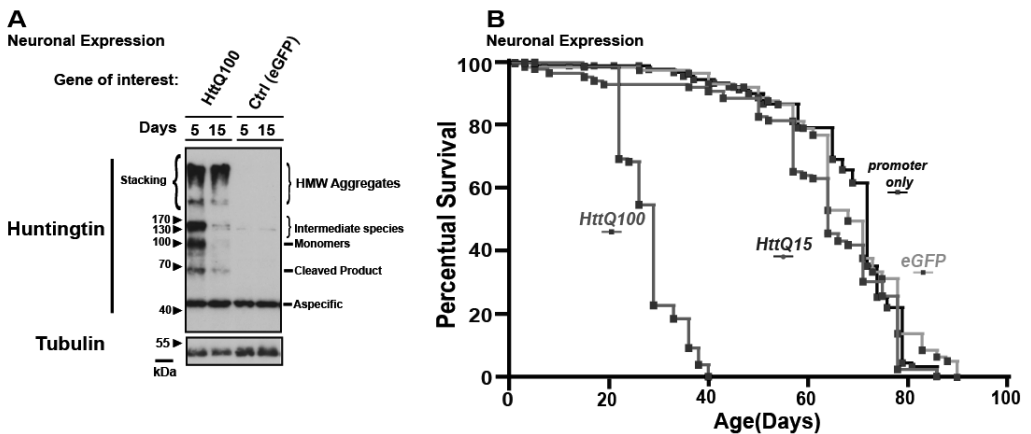 A
Neuronal Expression
Gene of interest:
HttQ100
Ctrl (eGFP)
Days 5 15 5 15
Stacking
HMW Aggregates
Huntingtin
170
130
100
70
40
Intermediate species
Monomers
Cleaved Product
Aspecific
Tubulin
55
kDa
B
Neuronal Expression
Percentual Survival
100
80
60
40
20
0
promoter
only
HttQ100
HttQ15
eGFP
0 20 40 60 80 100
Age(Days)